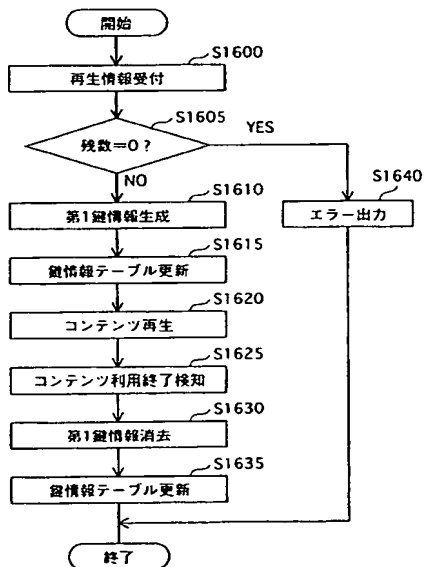 開始
S1600
再生情報受付
S1605
残数=0?
YES
NO
S1610
第1鍵情報生成
S1640
エラー出力
S1615
鍵情報テーブル更新
S1620
コンテンツ再生
S1625
コンテンツ利用終了検知
S1630
第1鍵情報消去
S1635
鍵情報テーブル更新
終了